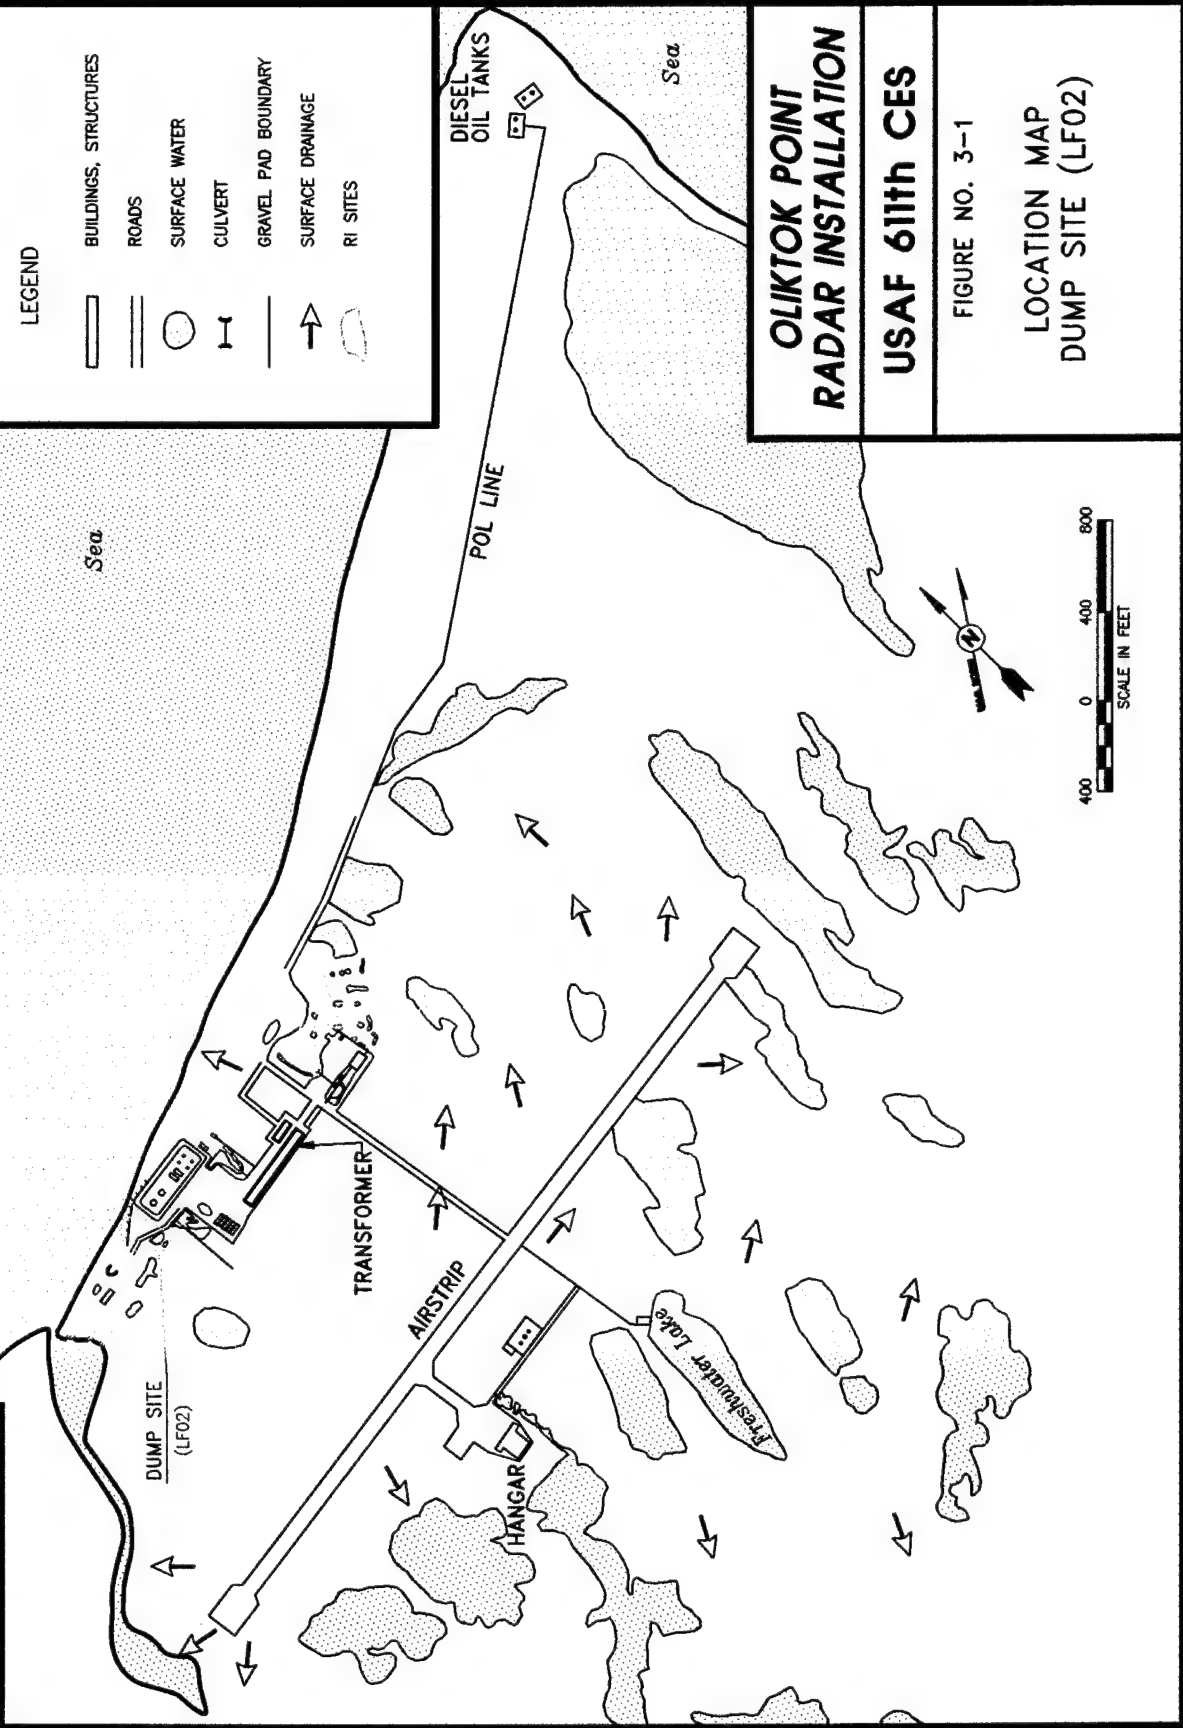 LEGEND
BUILDINGS, STRUCTURES
ROADS
SURFACE WATER
CULVERT
GRAVEL PAD BOUNDARY
SURFACE DRAINAGE
RI SITES
Sea
DIESEL
OIL TANKS
Sea
POL LINE
DUMP SITE
(LF02)
TRANSFORMER
AIRSTRIP
HANGAR
Freshwater Lake
N
400 0 400 800
SCALE IN FEET
OLIKTOK POINT
RADAR INSTALLATION
USAF 611th CES
FIGURE NO. 3-1
LOCATION MAP
DUMP SITE (LF02)